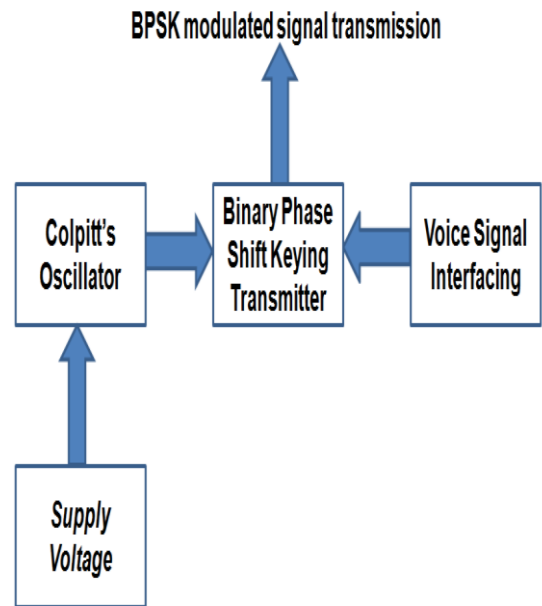 BPSK modulated signal transmission
Colpitt's
Oscillator
Binary Phase
Shift Keying
Transmitter
Voice Signal
Interfacing
Supply
Voltage